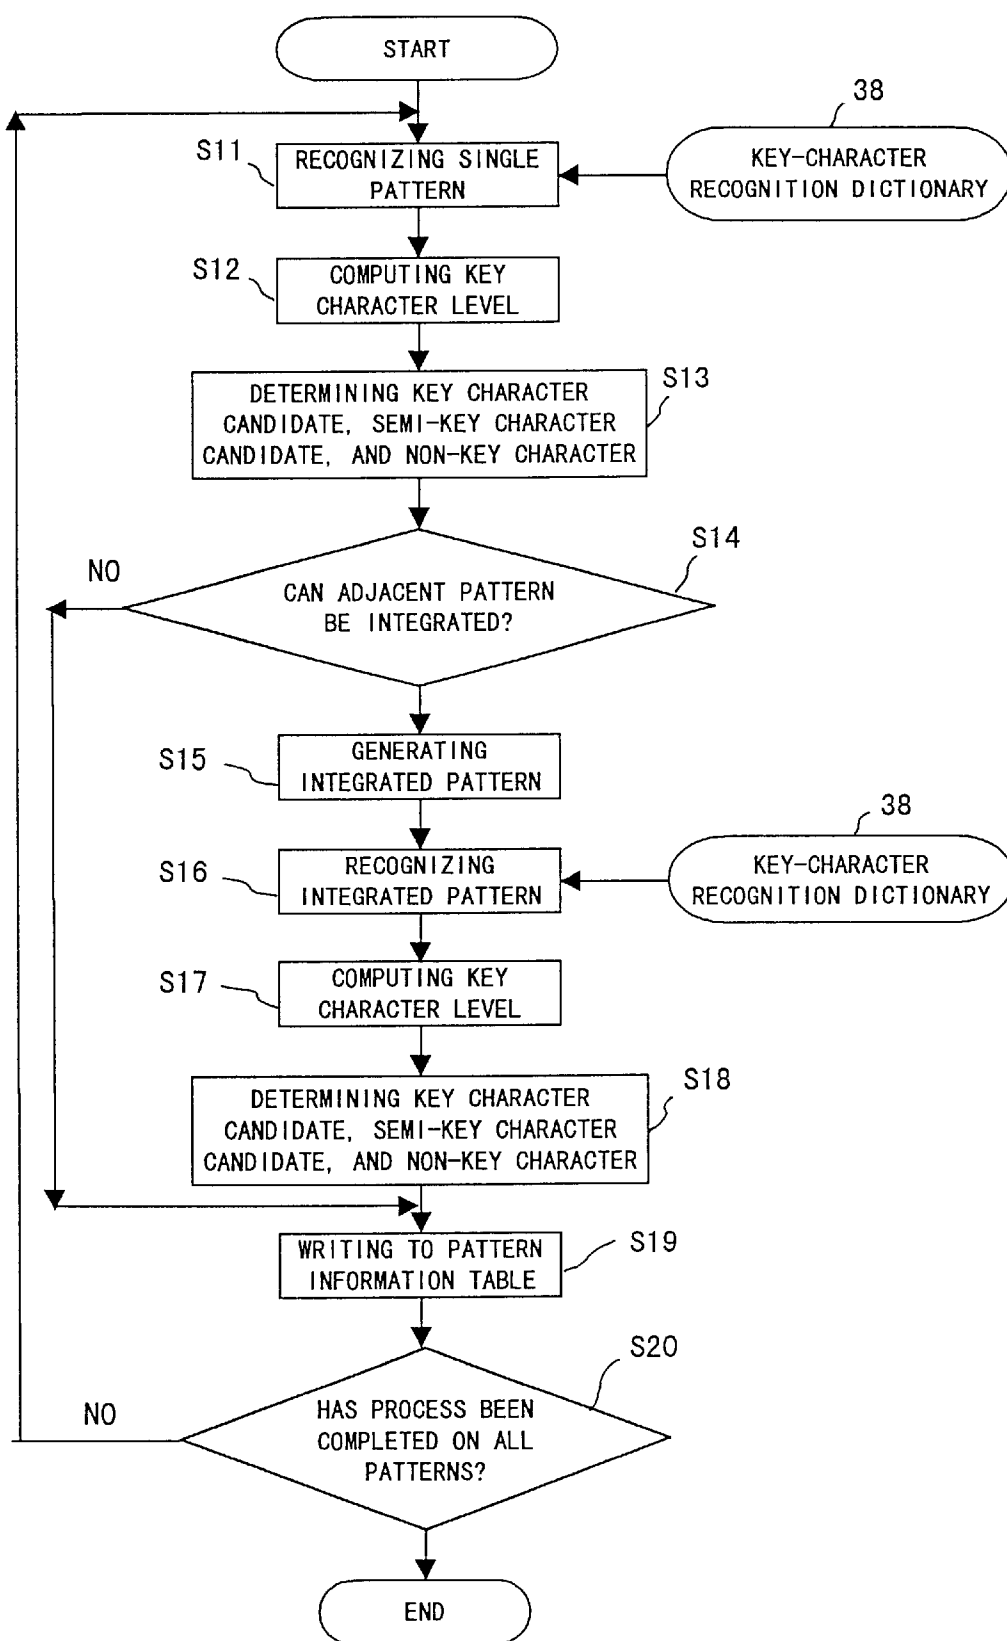 START
38
S11
RECOGNIZING SINGLE
PATTERN
KEY-CHARACTER
RECOGNITION DICTIONARY
S12
COMPUTING KEY
CHARACTER LEVEL
S13
DETERMINING KEY CHARACTER
CANDIDATE, SEMI-KEY CHARACTER
CANDIDATE, AND NON-KEY CHARACTER
S14
NO
CAN ADJACENT PATTERN
BE INTEGRATED?
S15
GENERATING
INTEGRATED PATTERN
38
S16
RECOGNIZING
INTEGRATED PATTERN
KEY-CHARACTER
RECOGNITION DICTIONARY
S17
COMPUTING KEY
CHARACTER LEVEL
S18
DETERMINING KEY CHARACTER
CANDIDATE, SEMI-KEY CHARACTER
CANDIDATE, AND NON-KEY CHARACTER
S19
WRITING TO PATTERN
INFORMATION TABLE
S20
NO
HAS PROCESS BEEN
COMPLETED ON ALL
PATTERNS?
END